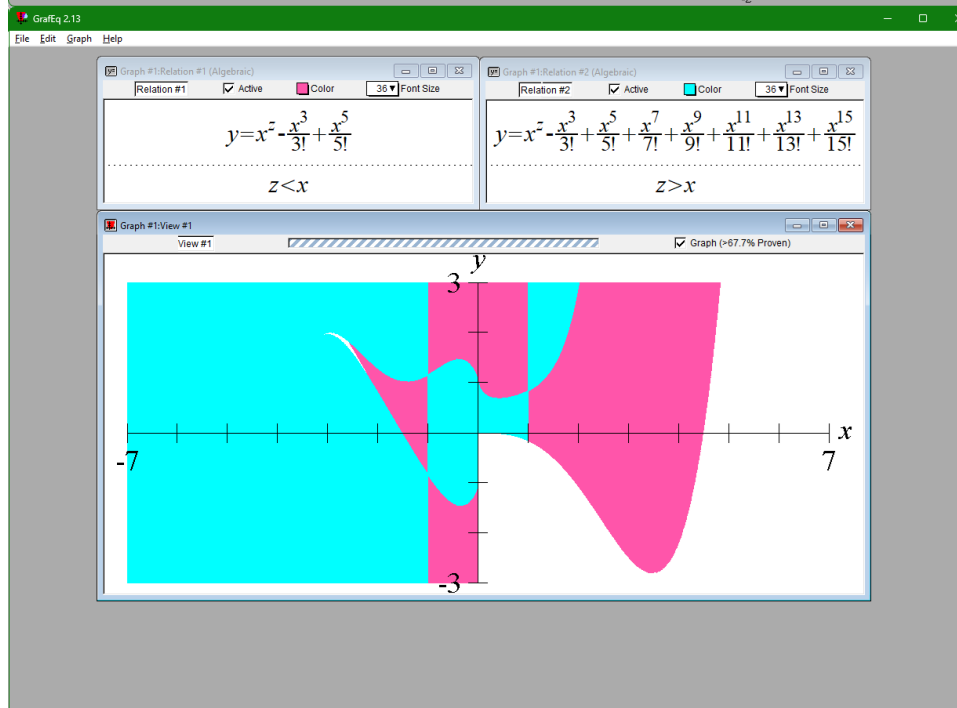 GrafEq 2.13
File Edit Graph Help
Graph #1:Relation #1 (Algebraic)
Relation #1 Active Color 36▼ Font Size
y=x^z-x^3/3!+x^5/5!
z<x
Graph #1:Relation #2 (Algebraic)
Relation #2 Active Color 36▼ Font Size
y=x^z-x^3/3!+x^5/5!+x^7/7!+x^9/9!+x^11/11!+x^13/13!+x^15/15!
z>x
Graph #1:View #1
View #1 Graph (>67.7% Proven)
y
3
x
-7 7
-3